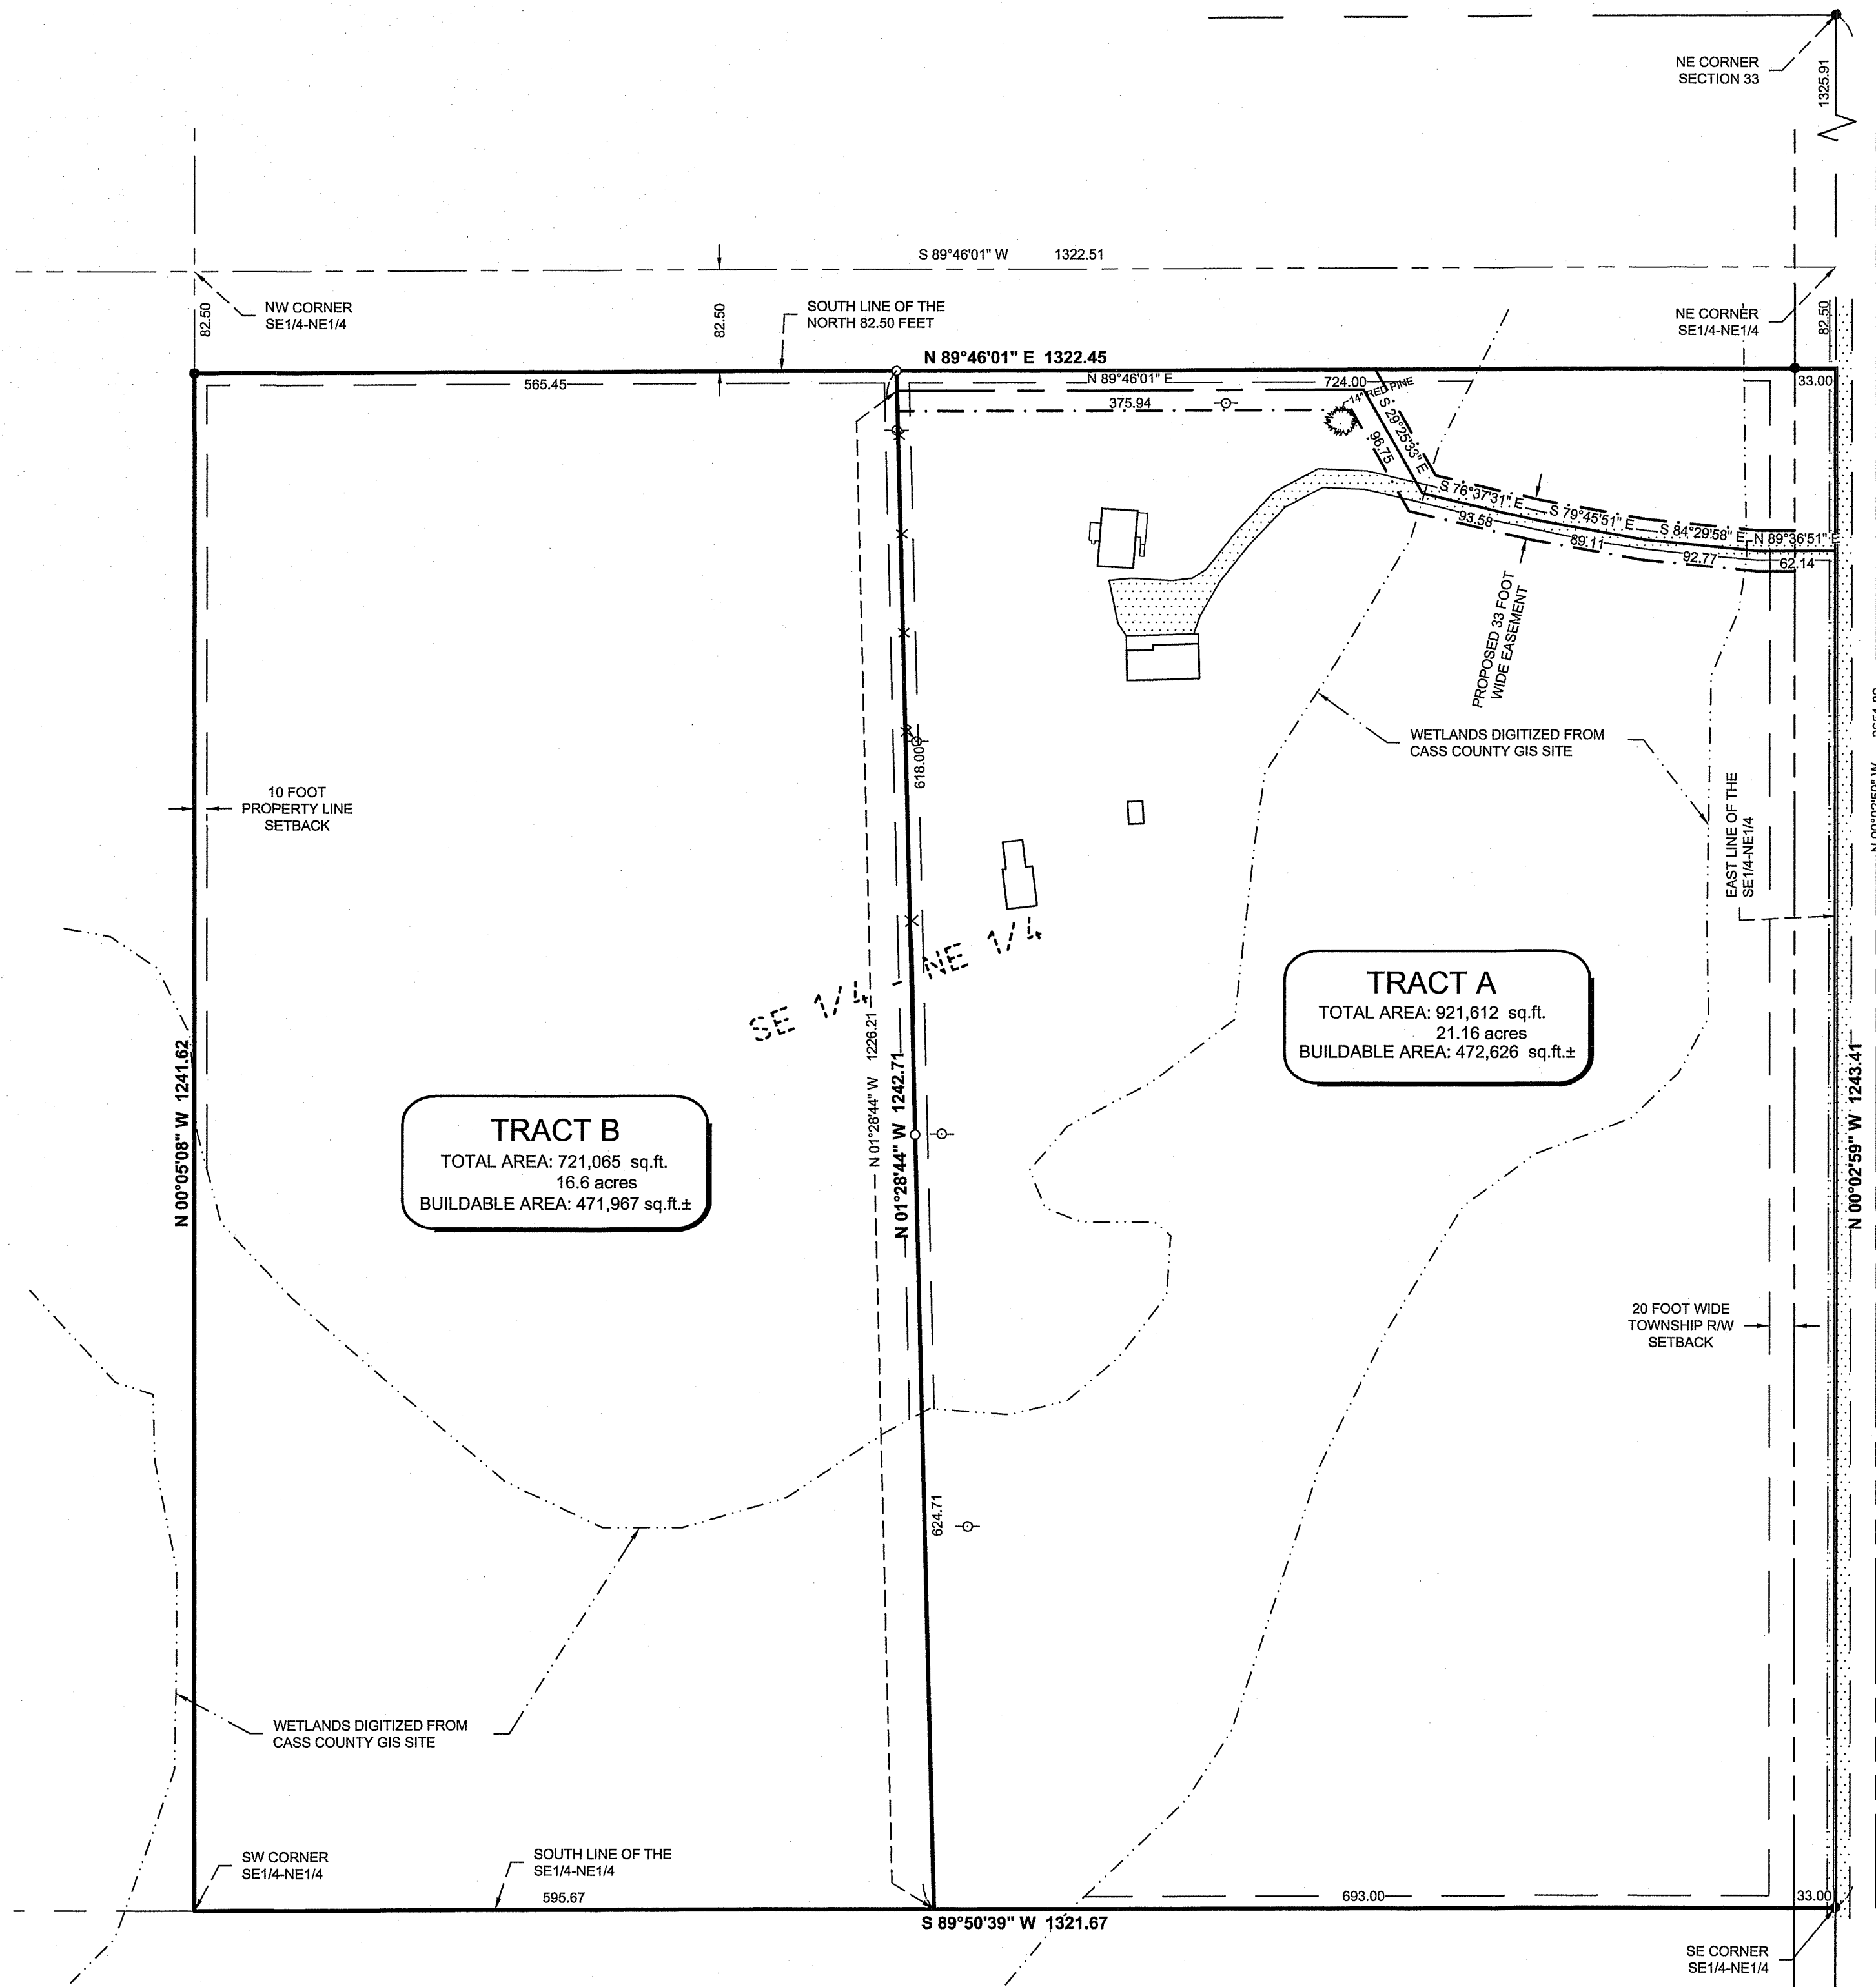 NE CORNER
SECTION 33
1325.91
S 89°46'01" W 1322.51
NW CORNER
SE1/4-NE1/4
82.50
82.50
SOUTH LINE OF THE
NORTH 82.50 FEET
NE CORNER
SE1/4-NE1/4
82.50
N 89°46'01" E 1322.45
565.45
N 89°46'01" E
724.00
33.00
375.94
14" RED PINE
S 29°25'33" E
96.75
S 76°37'31" E
93.58
S 79°45'51" E
89.11
S 84°29'58" E
92.77
N 89°36'51" E
62.14
PROPOSED 33 FOOT
WIDE EASEMENT
WETLANDS DIGITIZED FROM
CASS COUNTY GIS SITE
618.00
10 FOOT
PROPERTY LINE
SETBACK
EAST LINE OF THE
SE1/4-NE1/4
SE 1/4 - NE 1/4
TRACT A
TOTAL AREA: 921,612 sq.ft.
21.16 acres
BUILDABLE AREA: 472,626 sq.ft.±
N 00°05'08" W 1241.62
TRACT B
TOTAL AREA: 721,065 sq.ft.
16.6 acres
BUILDABLE AREA: 471,967 sq.ft.±
N 01°28'44" W 1226.21
N 01°28'44" W 1242.71
N 00°02'59" W 1243.41
20 FOOT WIDE
TOWNSHIP R/W
SETBACK
624.71
WETLANDS DIGITIZED FROM
CASS COUNTY GIS SITE
SW CORNER
SE1/4-NE1/4
SOUTH LINE OF THE
SE1/4-NE1/4
595.67
693.00
33.00
S 89°50'39" W 1321.67
SE CORNER
SE1/4-NE1/4